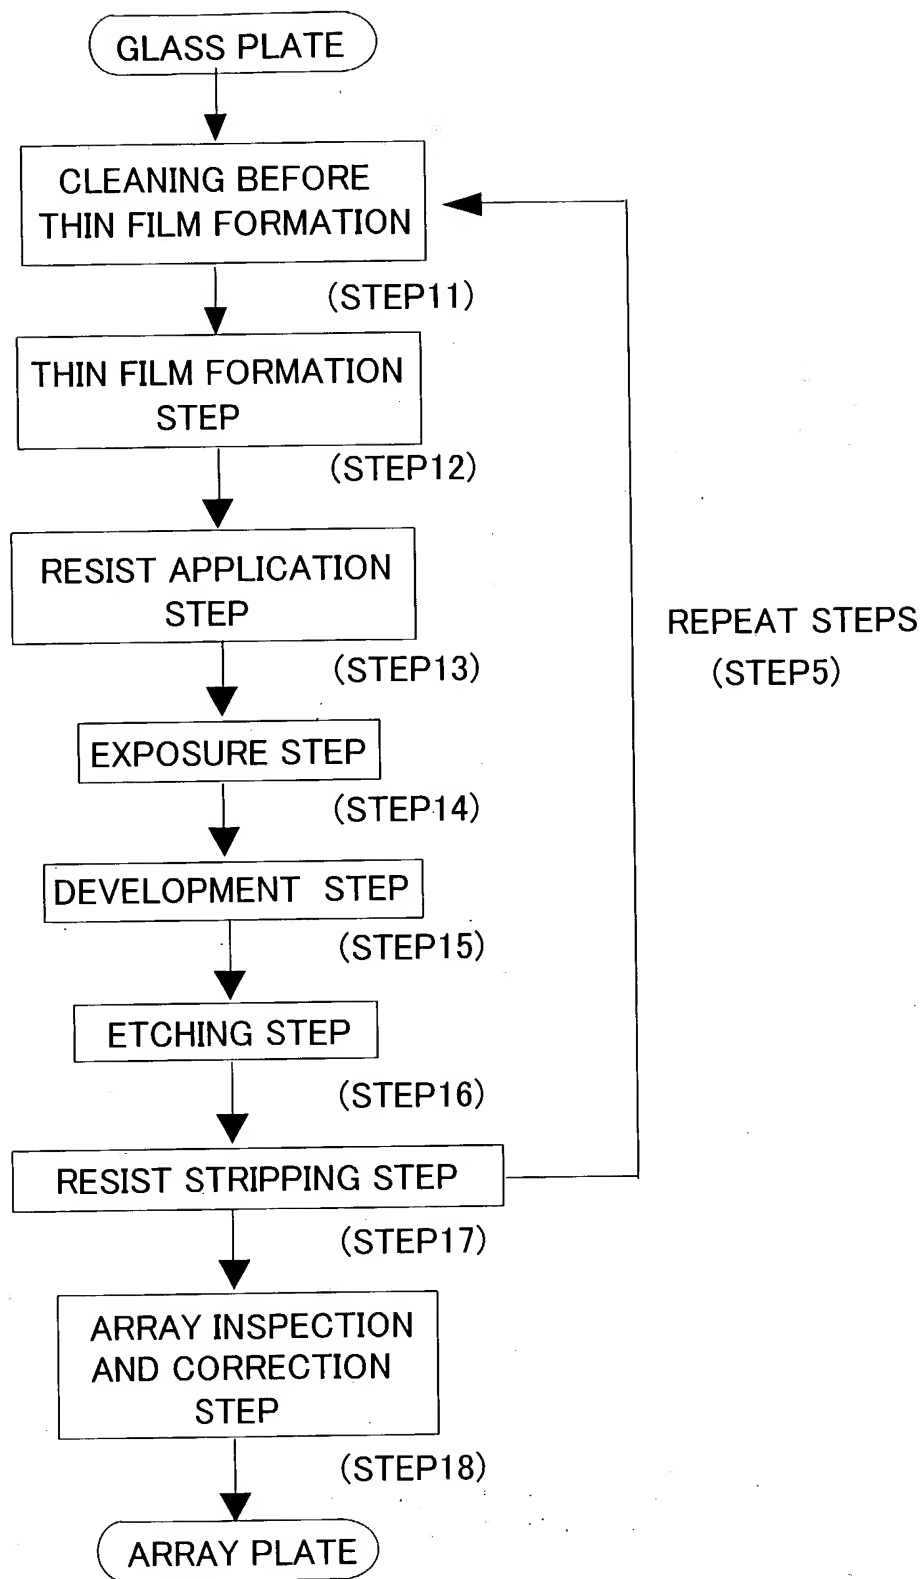 GLASS PLATE
CLEANING BEFORE
THIN FILM FORMATION
(STEP11)
THIN FILM FORMATION
STEP
(STEP12)
RESIST APPLICATION
STEP
(STEP13)
REPEAT STEPS
(STEP5)
EXPOSURE STEP
(STEP14)
DEVELOPMENT STEP
(STEP15)
ETCHING STEP
(STEP16)
RESIST STRIPPING STEP
(STEP17)
ARRAY INSPECTION
AND CORRECTION
STEP
(STEP18)
ARRAY PLATE